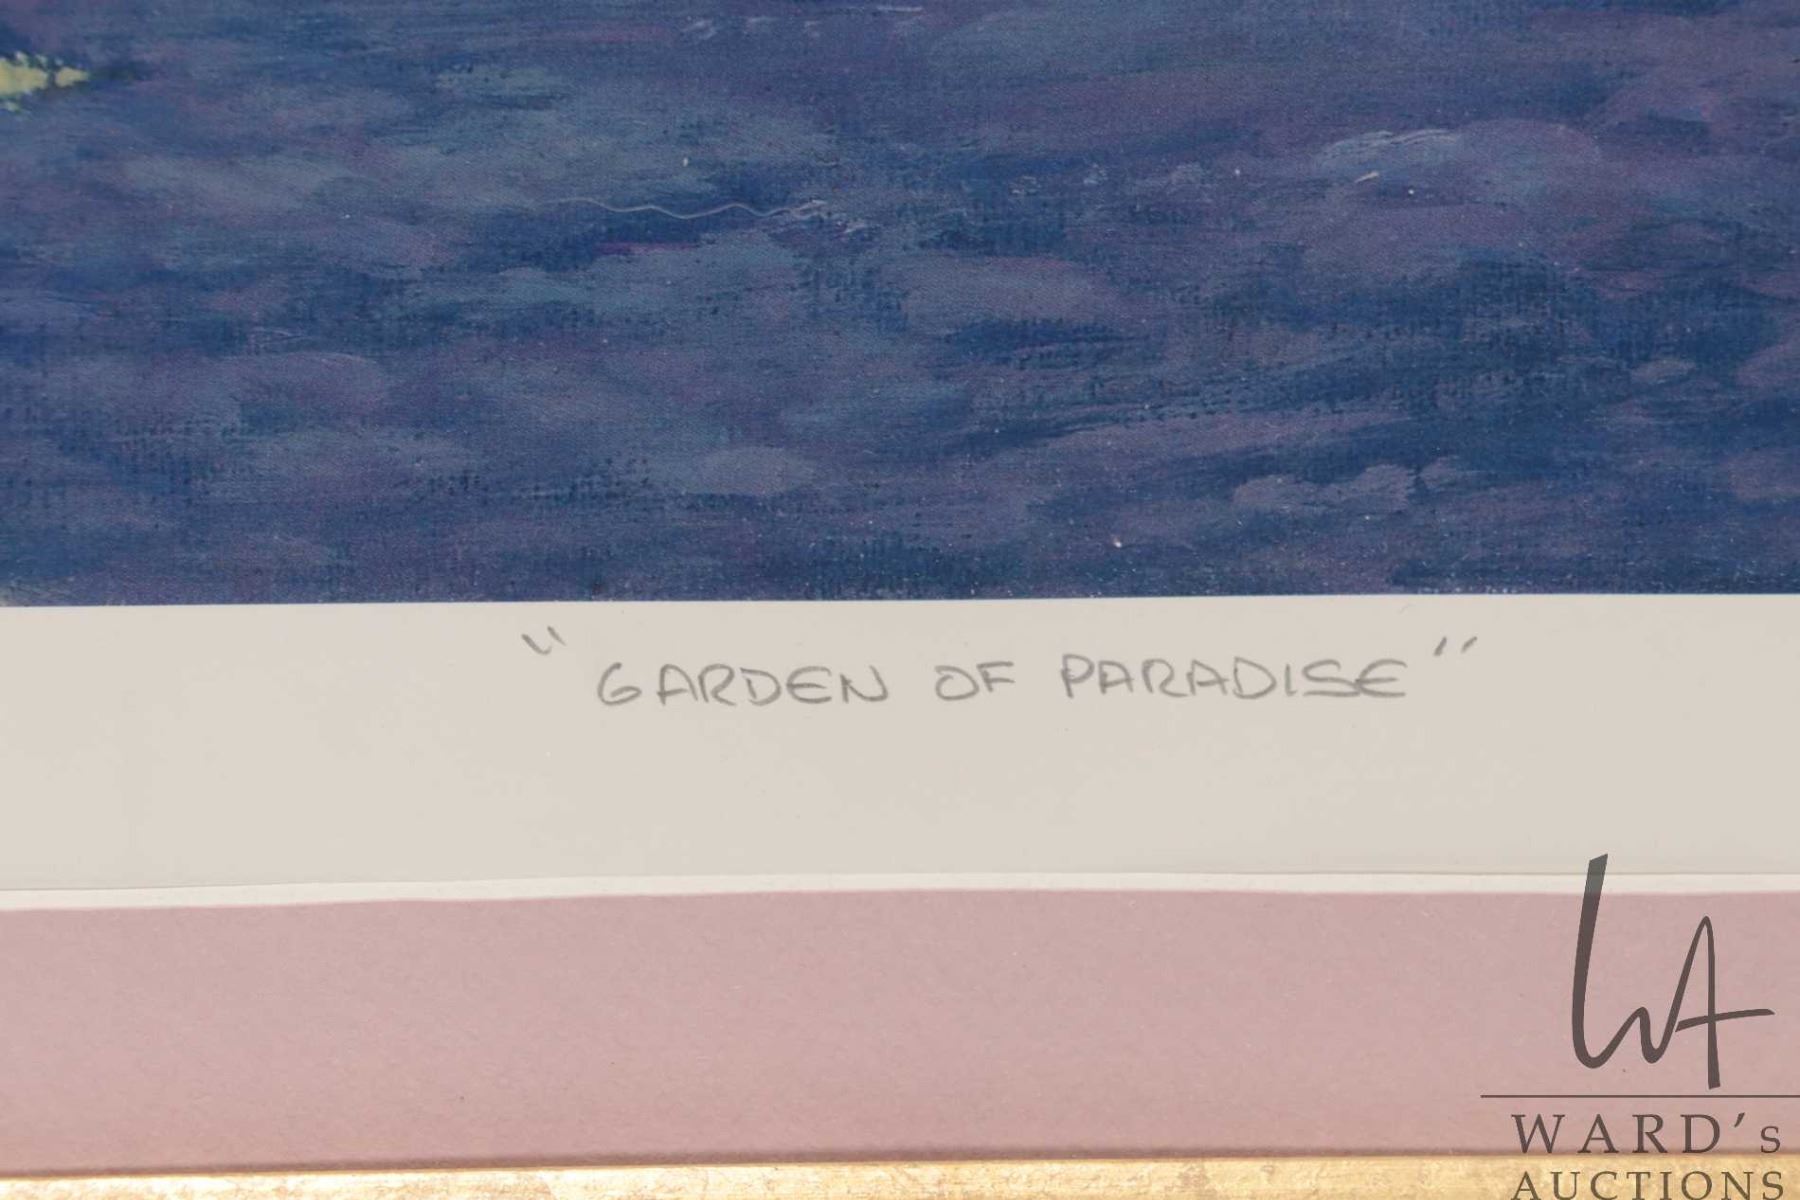 "GARDEN OF PARADISE"
WA
WARD's
AUCTIONS